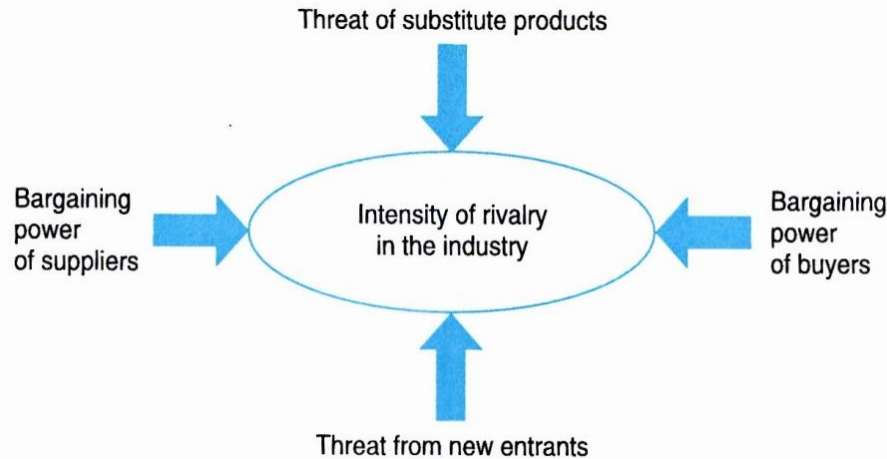 Threat of substitute products
Bargaining
power
of suppliers
Intensity of rivalry
in the industry
Bargaining
power
of buyers
Threat from new entrants